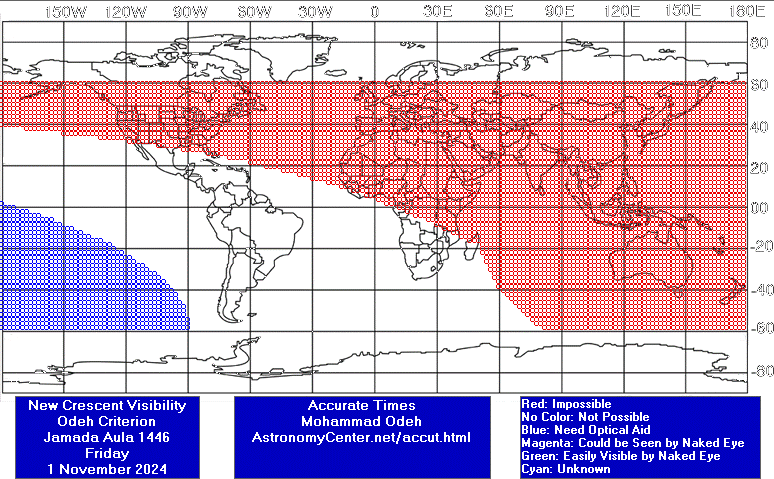 150W 120W 90W 60W 30W 0 30E 60E 90E 120E 150E 180E
80
60
40
20
00
-20
-40
-60
-80
New Crescent Visibility
Odeh Criterion
Jamada Aula 1446
Friday
1 November 2024
Accurate Times
Mohammad Odeh
AstronomyCenter.net/accut.html
Red: Impossible
No Color: Not Possible
Blue: Need Optical Aid
Magenta: Could be Seen by Naked Eye
Green: Easily Visible by Naked Eye
Cyan: Unknown